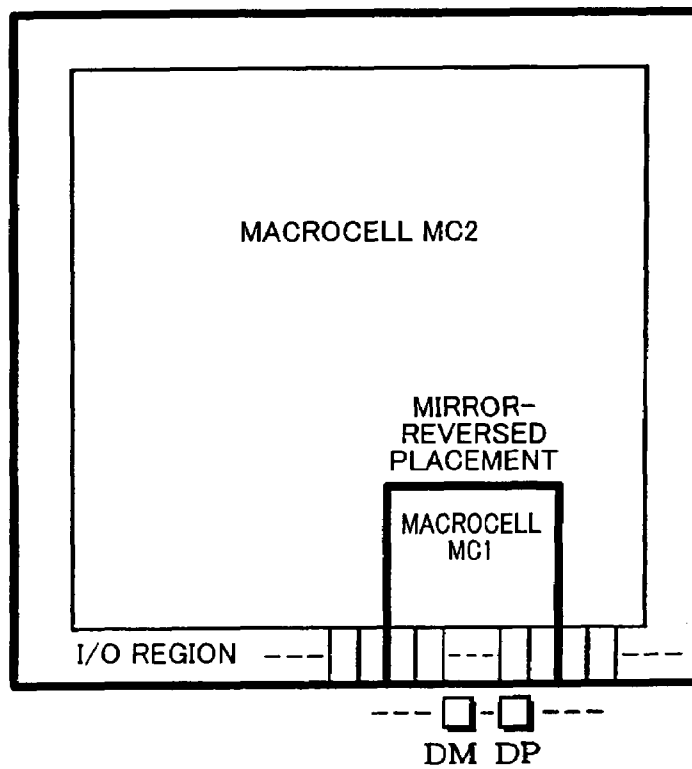 MACROCELL MC2
MIRROR-
REVERSED
PLACEMENT
MACROCELL
MC1
I/O REGION
DM DP